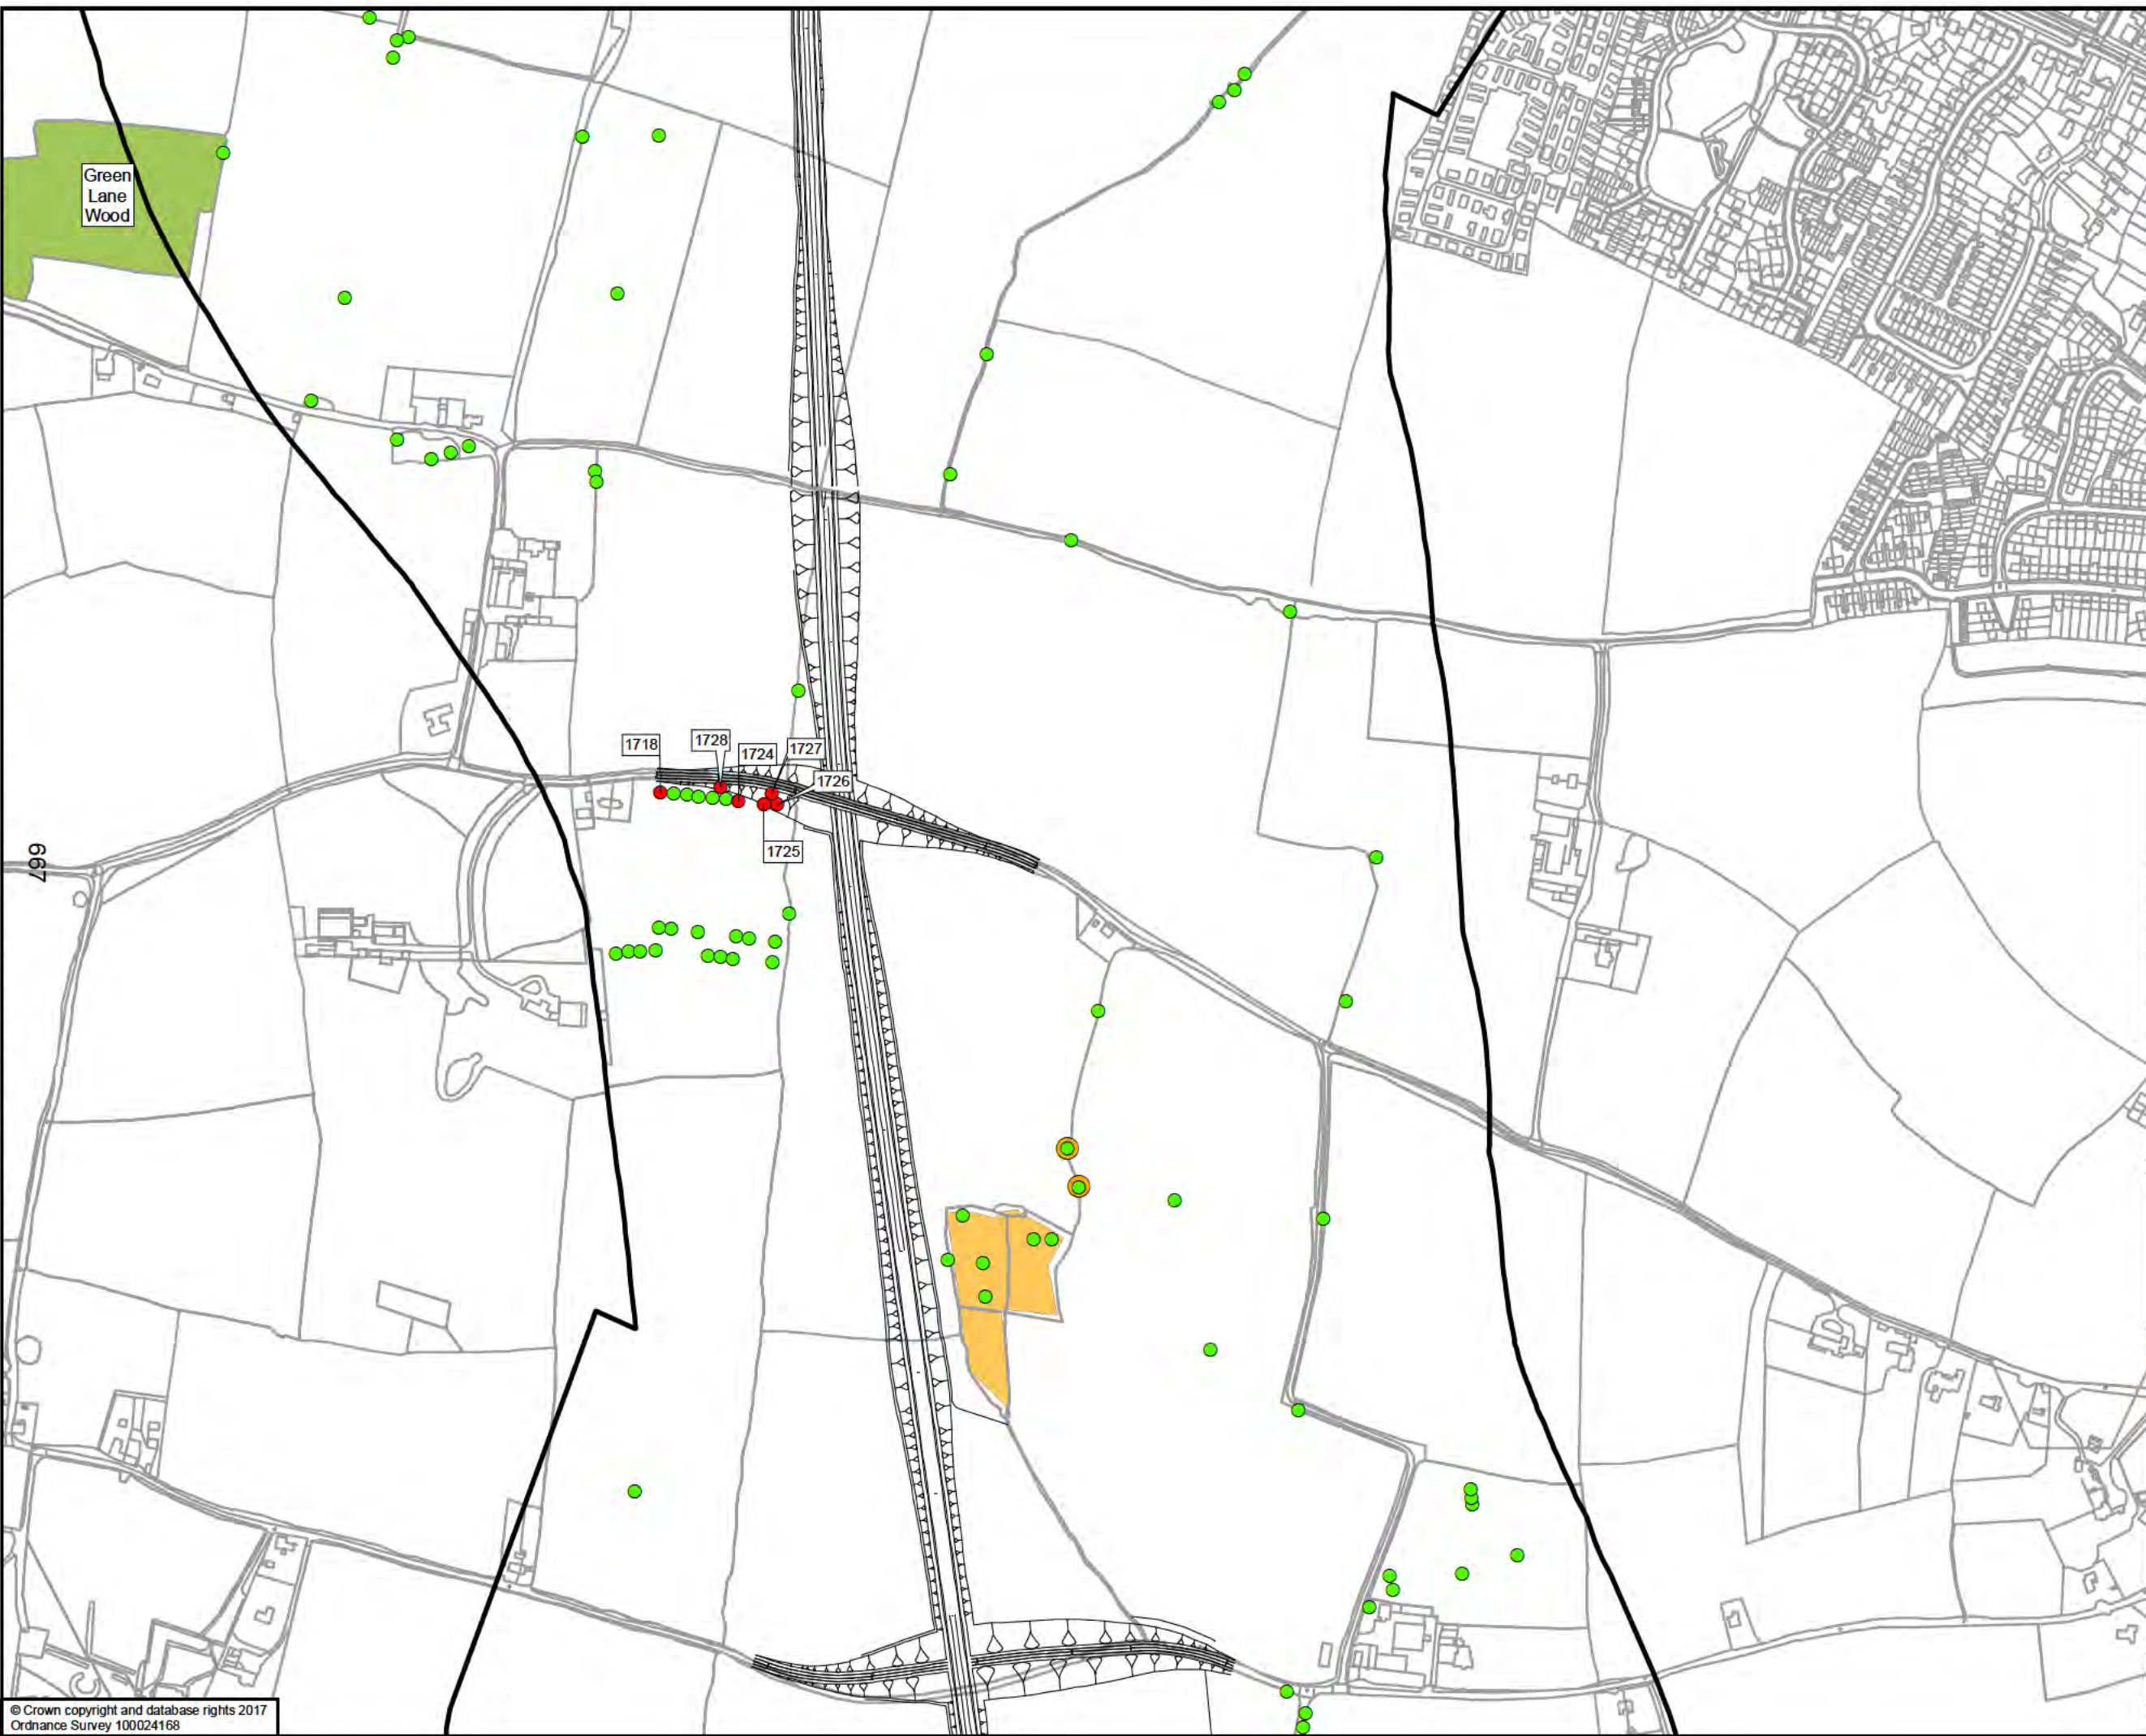 Green
Lane
Wood
1718
1728
1724
1727
1726
1725
667
© Crown copyright and database rights 2017
Ordnance Survey 100024168